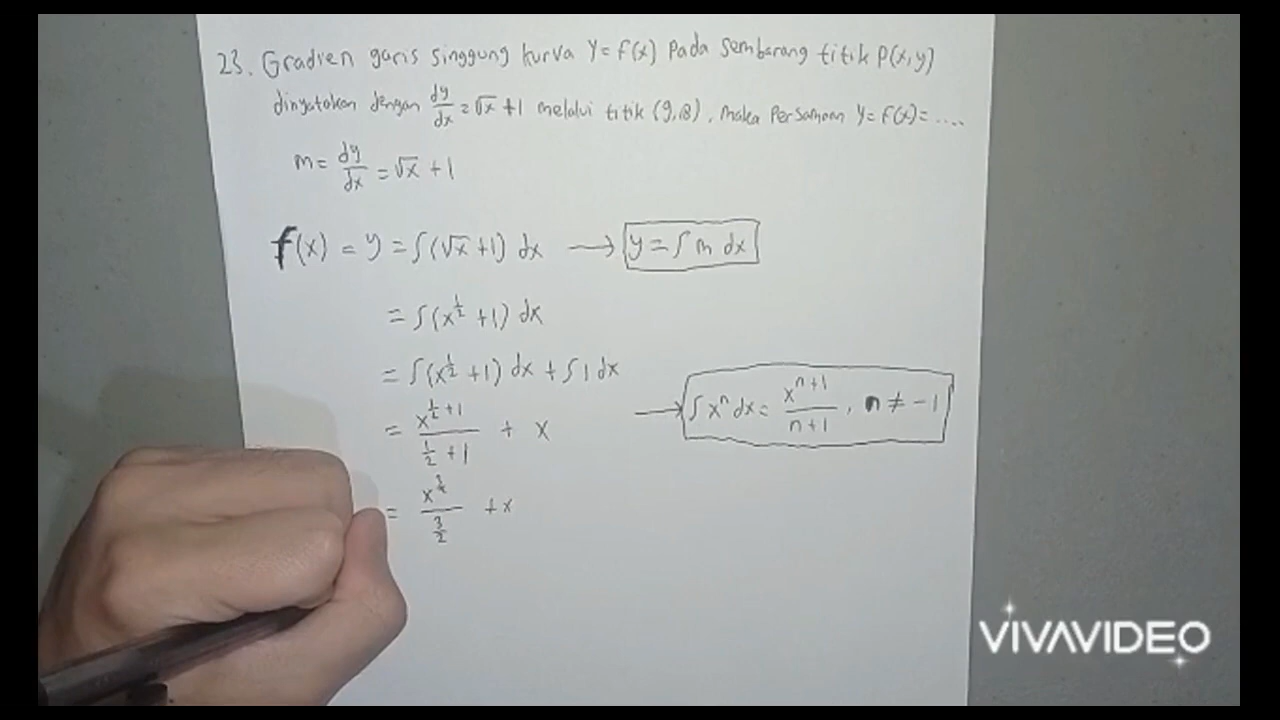 23. Gradien garis singgung kurva y=f(x) pada sembarang titik P(x,y)
dinyatakan dengan dy/dx = √x +1 melalui titik (9,18), maka Persamaan y=f(x)=....
m = dy/dx = √x + 1
f(x) = y = ∫(√x +1) dx → y = ∫ m dx
= ∫(x^(1/2) +1) dx
= ∫(x^(1/2) +1) dx + ∫1 dx
= x^(1/2 +1)/(1/2 +1) + x → ∫x^n dx = x^(n+1)/(n+1), n ≠ -1
= x^(3/2)/(3/2) + x
VIVAVIDEO